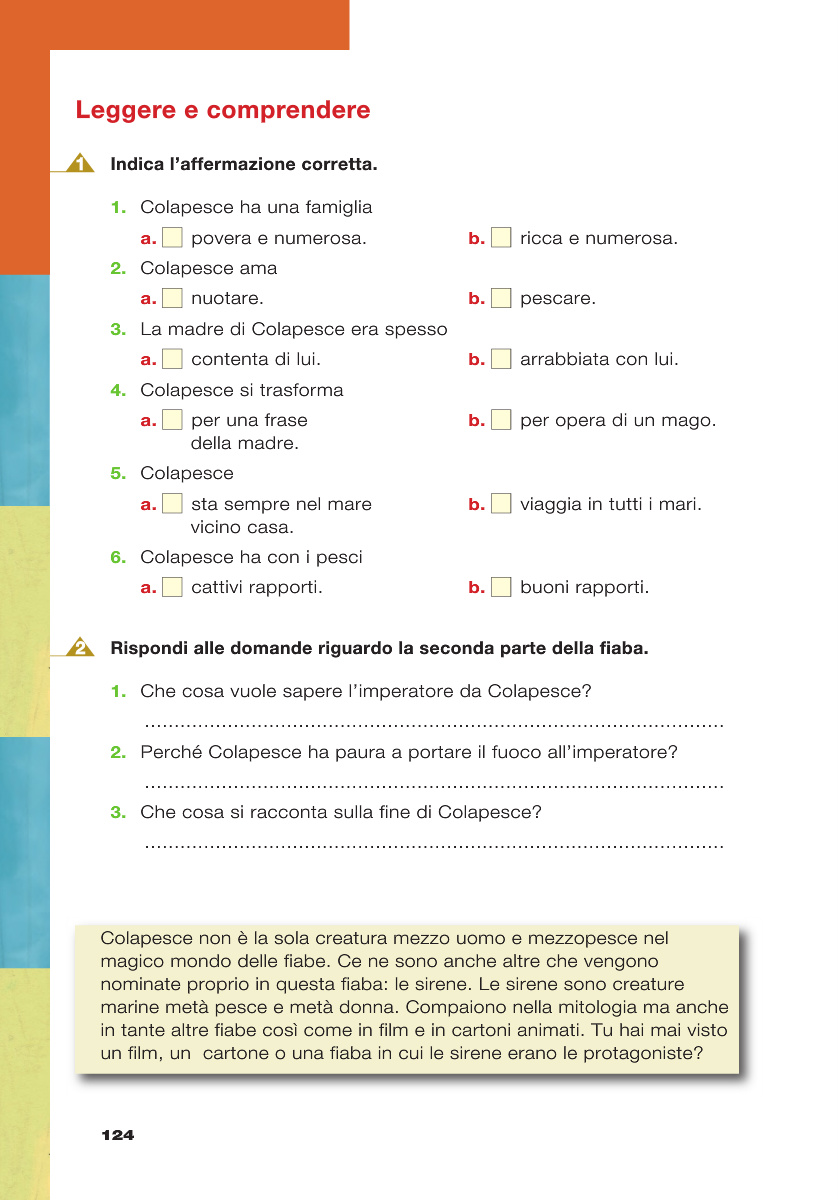 Leggere e comprendere
1 Indica l’affermazione corretta.
1. Colapesce ha una famiglia
a. povera e numerosa. b. ricca e numerosa.
2. Colapesce ama
a. nuotare. b. pescare.
3. La madre di Colapesce era spesso
a. contenta di lui. b. arrabbiata con lui.
4. Colapesce si trasforma
a. per una frase b. per opera di un mago.
della madre.
5. Colapesce
a. sta sempre nel mare b. viaggia in tutti i mari.
vicino casa.
6. Colapesce ha con i pesci
a. cattivi rapporti. b. buoni rapporti.
2 Rispondi alle domande riguardo la seconda parte della fiaba.
1. Che cosa vuole sapere l’imperatore da Colapesce?
...................................................................................................
2. Perché Colapesce ha paura a portare il fuoco all’imperatore?
...................................................................................................
3. Che cosa si racconta sulla fine di Colapesce?
...................................................................................................
Colapesce non è la sola creatura mezzo uomo e mezzopesce nel
magico mondo delle fiabe. Ce ne sono anche altre che vengono
nominate proprio in questa fiaba: le sirene. Le sirene sono creature
marine metà pesce e metà donna. Compaiono nella mitologia ma anche
in tante altre fiabe così come in film e in cartoni animati. Tu hai mai visto
un film, un  cartone o una fiaba in cui le sirene erano le protagoniste?
124